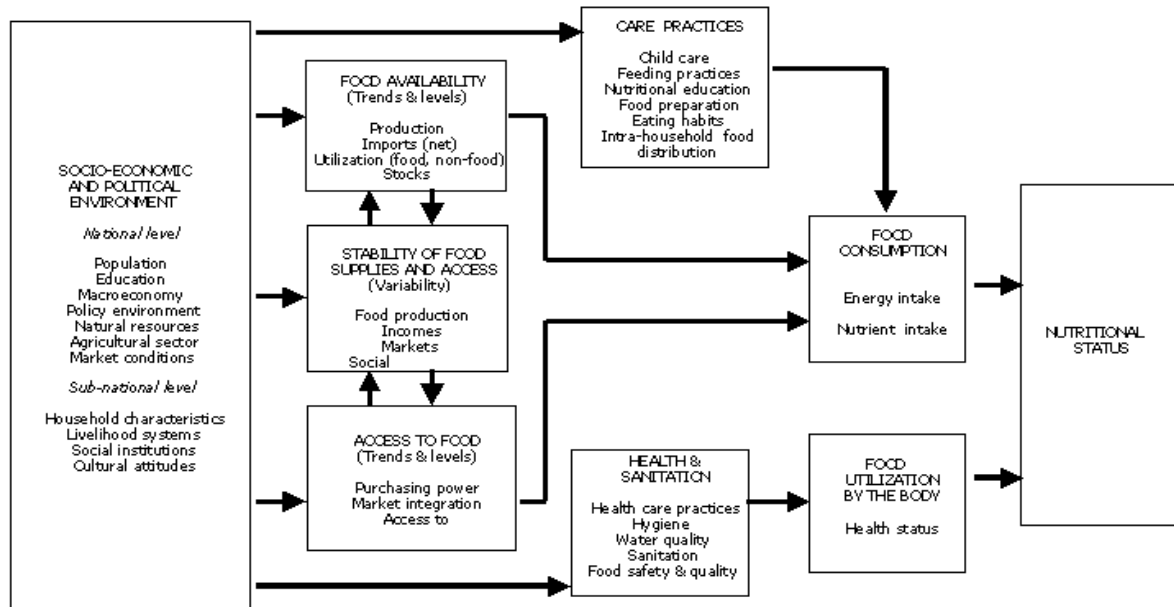 SOCIO-ECONOMIC
AND POLITICAL
ENVIRONMENT
National level
Population
Education
Macroeconomy
Policy environment
Natural resources
Agricultural sector
Market conditions
Sub-national level
Household characteristics
Livelihood systems
Social institutions
Cultural attitudes
FOOD AVAILABILITY
(Trends & levels)
Production
Imports (net)
Utilization (food, non-food)
Stocks
STABILITY OF FOOD
SUPPLIES AND ACCESS
(Variability)
Food production
Incomes
Markets
Social
ACCESS TO FOOD
(Trends & levels)
Purchasing power
Market integration
Access to
CARE PRACTICES
Child care
Feeding practices
Nutritional education
Food preparation
Eating habits
Intra-household food
distribution
HEALTH &
SANITATION
Health care practices
Hygiene
Water quality
Sanitation
Food safety & quality
FOOD
CONSUMPTION
Energy intake
Nutrient intake
FOOD
UTILIZATION
BY THE BODY
Health status
NUTRITIONAL
STATUS